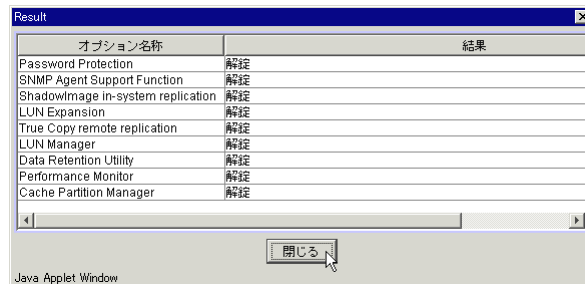 Result
オプション名称 結果
Password Protection 解錠
SNMP Agent Support Function 解錠
ShadowImage in-system replication 解錠
LUN Expansion 解錠
True Copy remote replication 解錠
LUN Manager 解錠
Data Retention Utility 解錠
Performance Monitor 解錠
Cache Partition Manager 解錠
閉じる
Java Applet Window